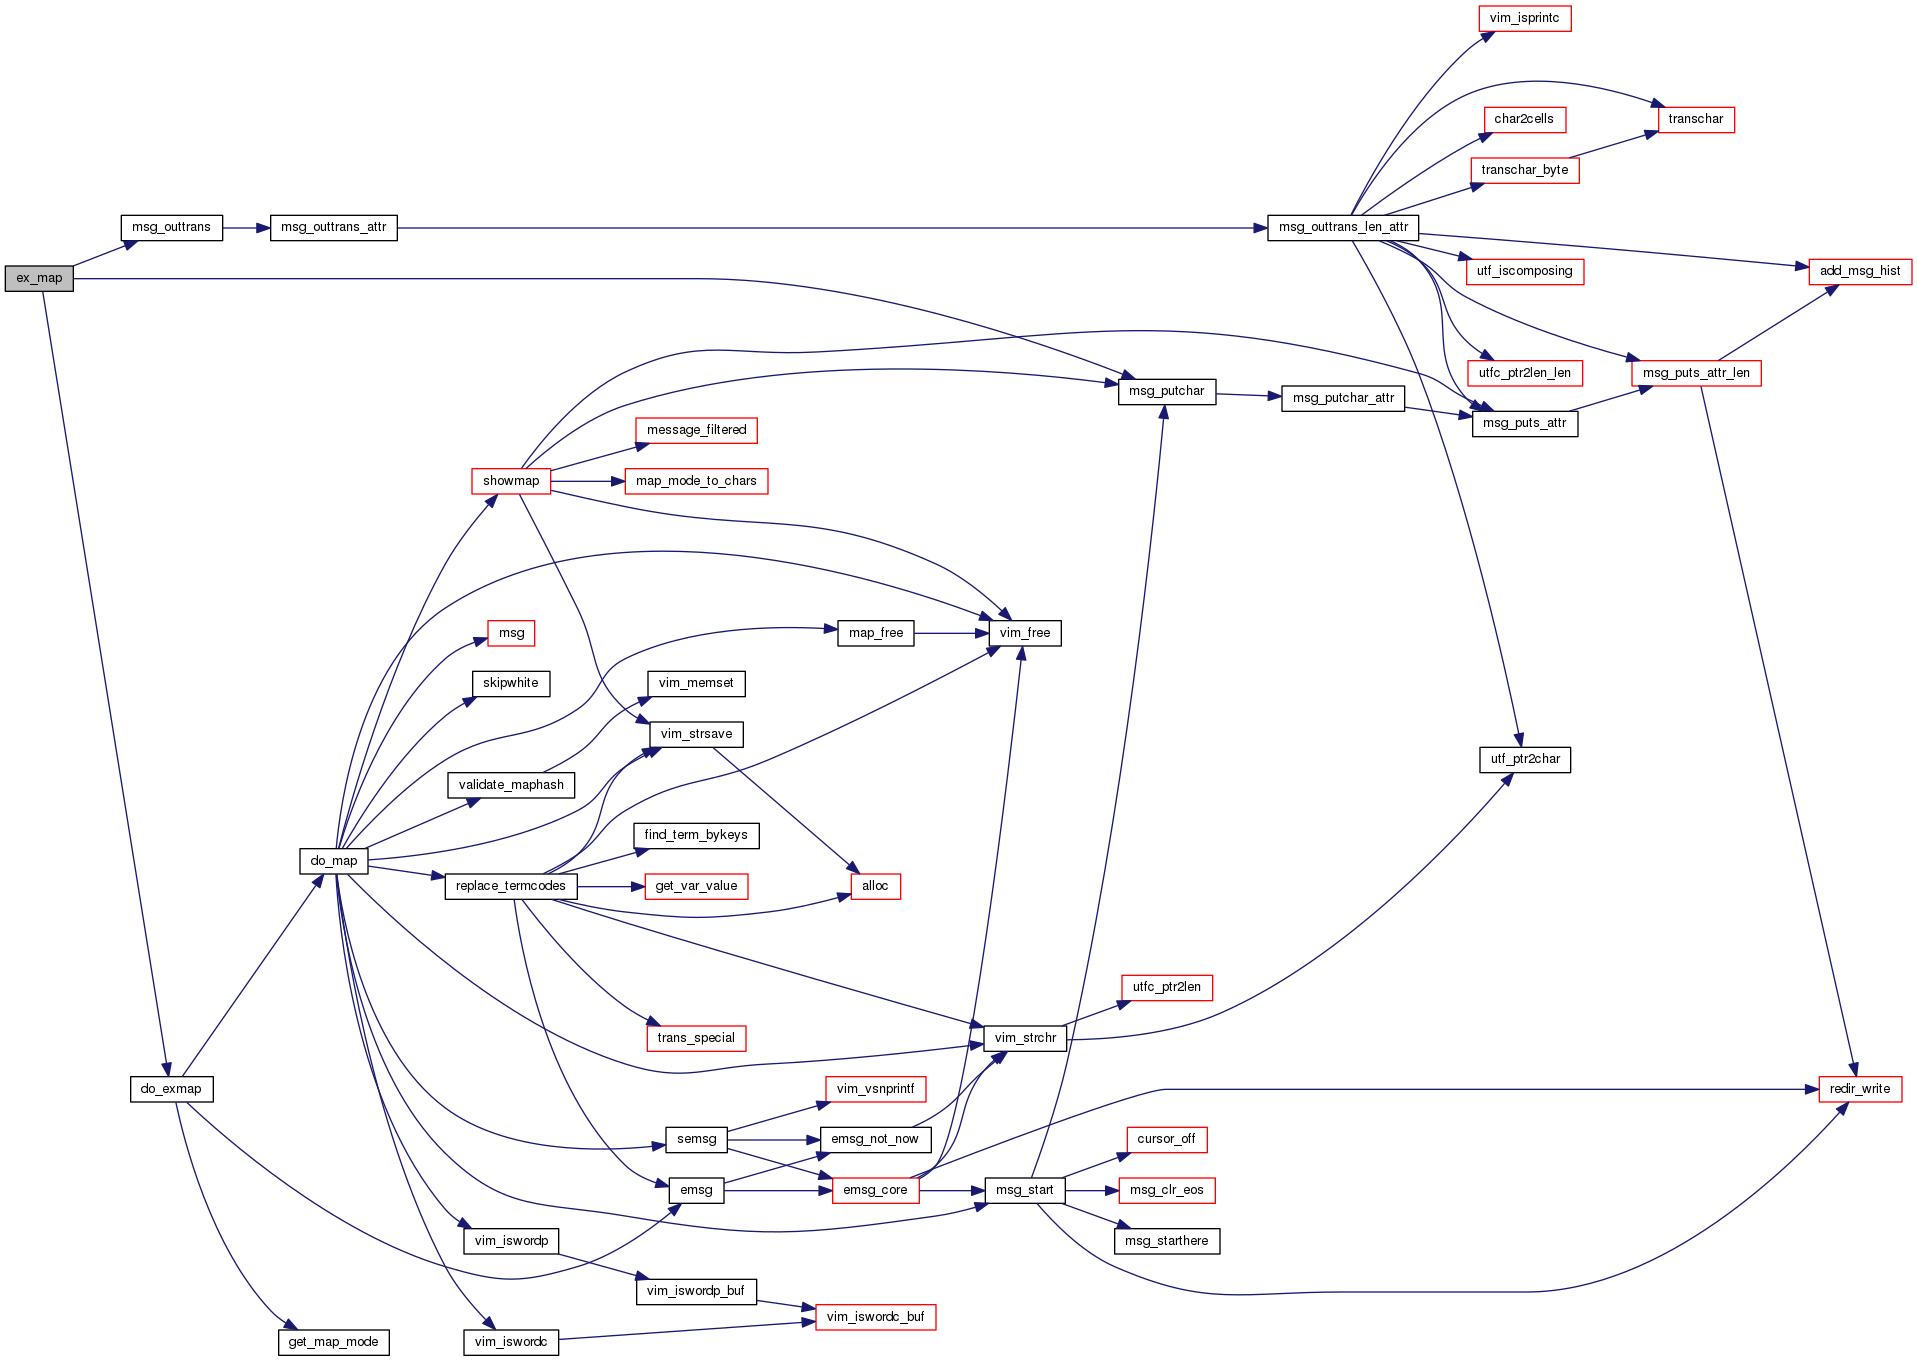 vim_isprintc
transchar
char2cells
transchar_byte
msg_outtrans
msg_outtrans_attr
msg_outtrans_len_attr
utf_iscomposing
add_msg_hist
ex_map
utfc_ptr2len_len
msg_puts_attr_len
msg_putchar
msg_putchar_attr
msg_puts_attr
message_filtered
showmap
map_mode_to_chars
msg
map_free
vim_free
skipwhite
vim_memset
vim_strsave
utf_ptr2char
validate_maphash
find_term_bykeys
do_map
replace_termcodes
get_var_value
alloc
utfc_ptr2len
trans_special
vim_strchr
do_exmap
vim_vsnprintf
redir_write
semsg
emsg_not_now
cursor_off
emsg
emsg_core
msg_start
msg_clr_eos
vim_iswordp
msg_starthere
vim_iswordp_buf
vim_iswordc_buf
get_map_mode
vim_iswordc